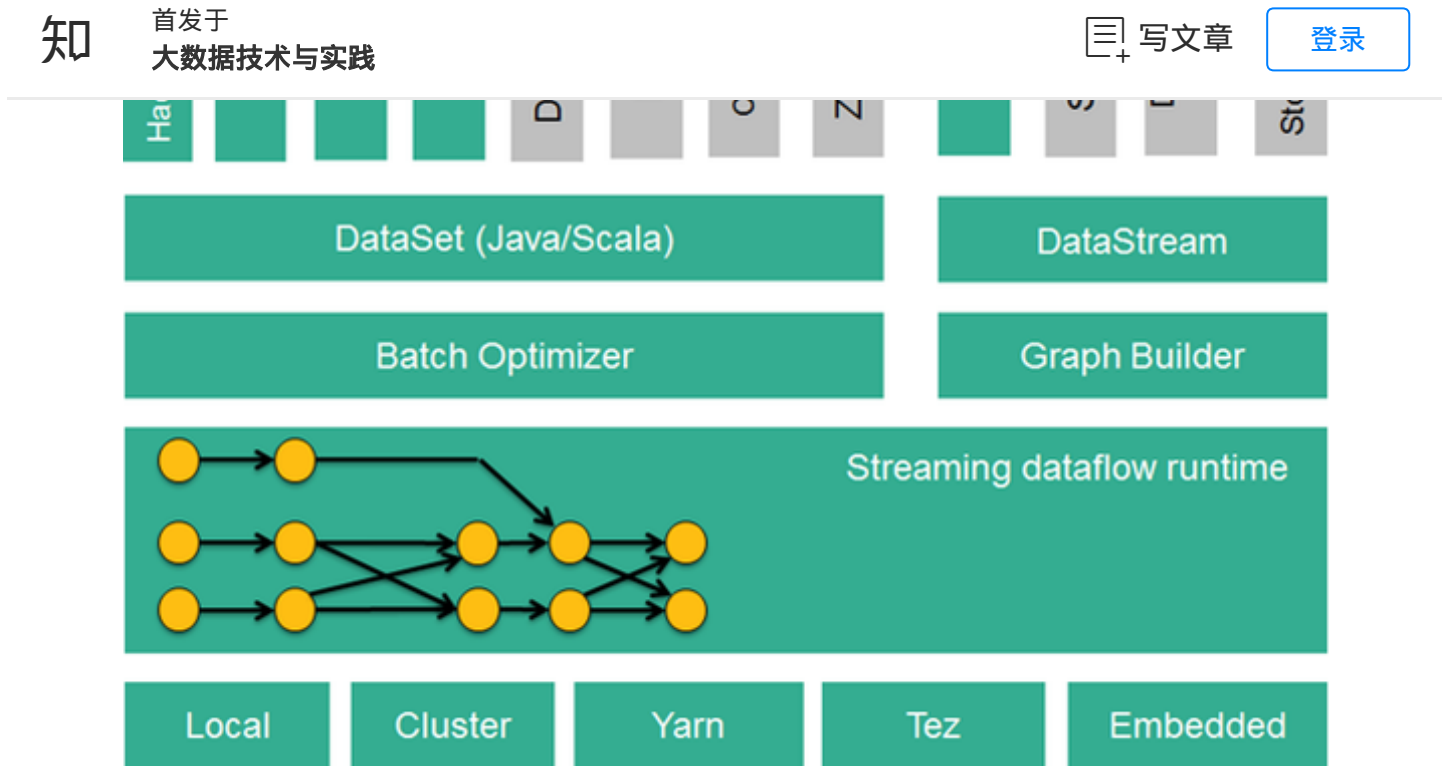 知
首发于
大数据技术与实践
写文章
登录
DataSet (Java/Scala)
DataStream
Batch Optimizer
Graph Builder
Streaming dataflow runtime
Local
Cluster
Yarn
Tez
Embedded